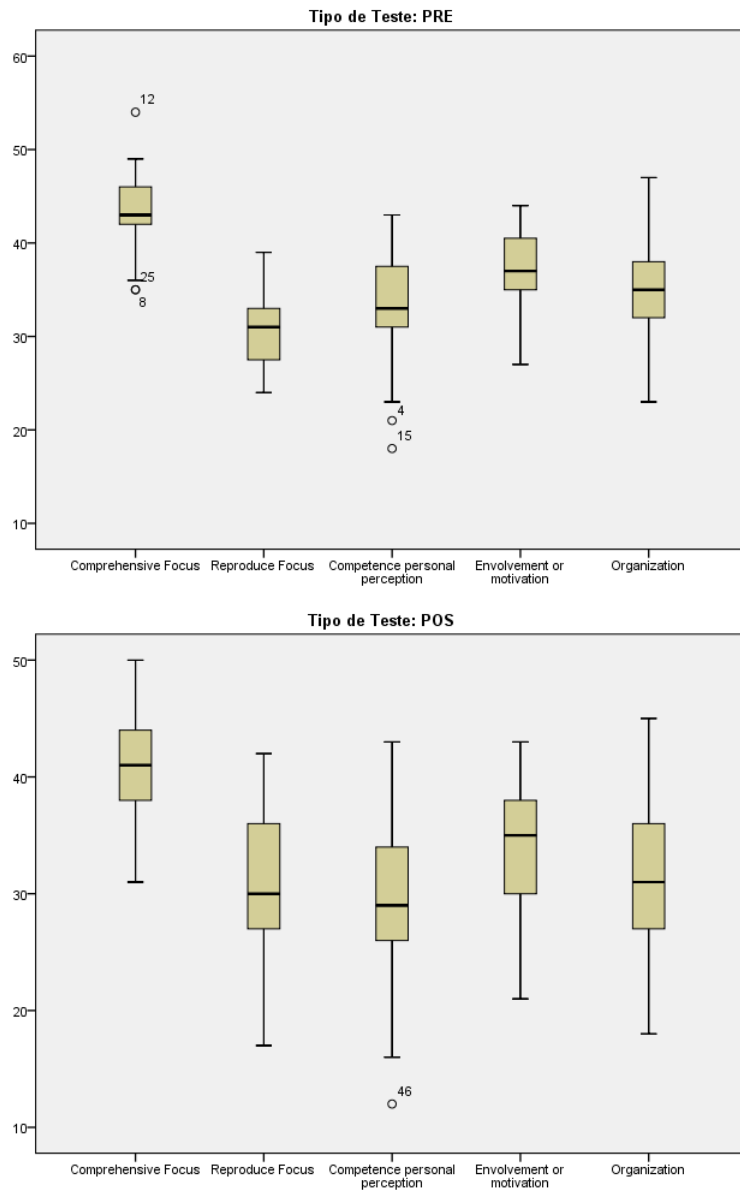 Tipo de Teste: PRE
60
50
40
30
20
10
12
25
8
4
15
Comprehensive Focus
Reproduce Focus
Competence personal
perception
Envolvement or
motivation
Organization
Tipo de Teste: POS
50
40
30
20
10
46
Comprehensive Focus
Reproduce Focus
Competence personal
perception
Envolvement or
motivation
Organization